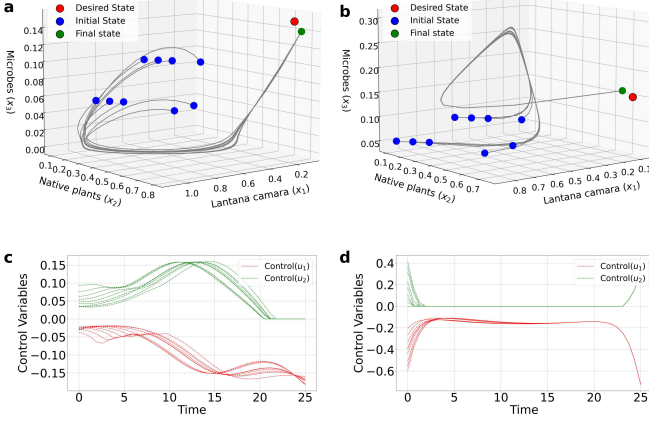 a
Desired State
Initial State
Final state
0.14
0.12
0.10
0.08
0.06
0.04
0.02
0.00
Microbes (x₃)
0.1 0.2 0.3 0.4 0.5 0.6 0.7 0.8
Native plants (x₂)
1.0 0.8 0.6 0.4 0.2
Lantana camara (x₁)
b
Desired State
Initial State
Final state
0.30
0.25
0.20
0.15
0.10
0.05
Microbes (x₃)
0.1 0.2 0.3 0.4 0.5 0.6 0.7
Native plants (x₂)
0.8 0.7 0.6 0.5 0.4 0.3 0.2 0.1
Lantana camara (x₁)
c
Control(u₁)
Control(u₂)
0.15
0.10
0.05
0.00
−0.05
−0.10
−0.15
Control Variables
0 5 10 15 20 25
Time
d
Control(u₁)
Control(u₂)
0.4
0.2
0.0
−0.2
−0.4
−0.6
Control Variables
0 5 10 15 20 25
Time